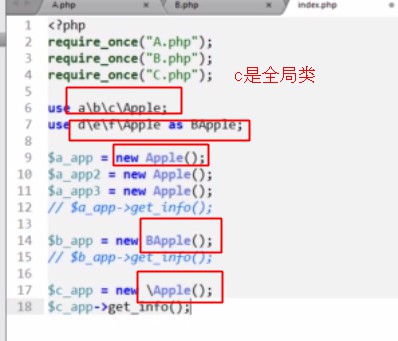 A.php
B.php
index.php
1 <?php
2 require_once("A.php");
3 require_once("B.php");
4 require_once("C.php");
c是全局类
5
6 use a\b\c\Apple;
7 use d\e\f\Apple as BApple;
8
9 $a_app = new Apple();
10 $a_app2 = new Apple();
11 $a_app3 = new Apple();
12 // $a_app->get_info();
13
14 $b_app = new BApple();
15 // $b_app->get_info();
16
17 $c_app = new \Apple();
18 $c_app->get_info();